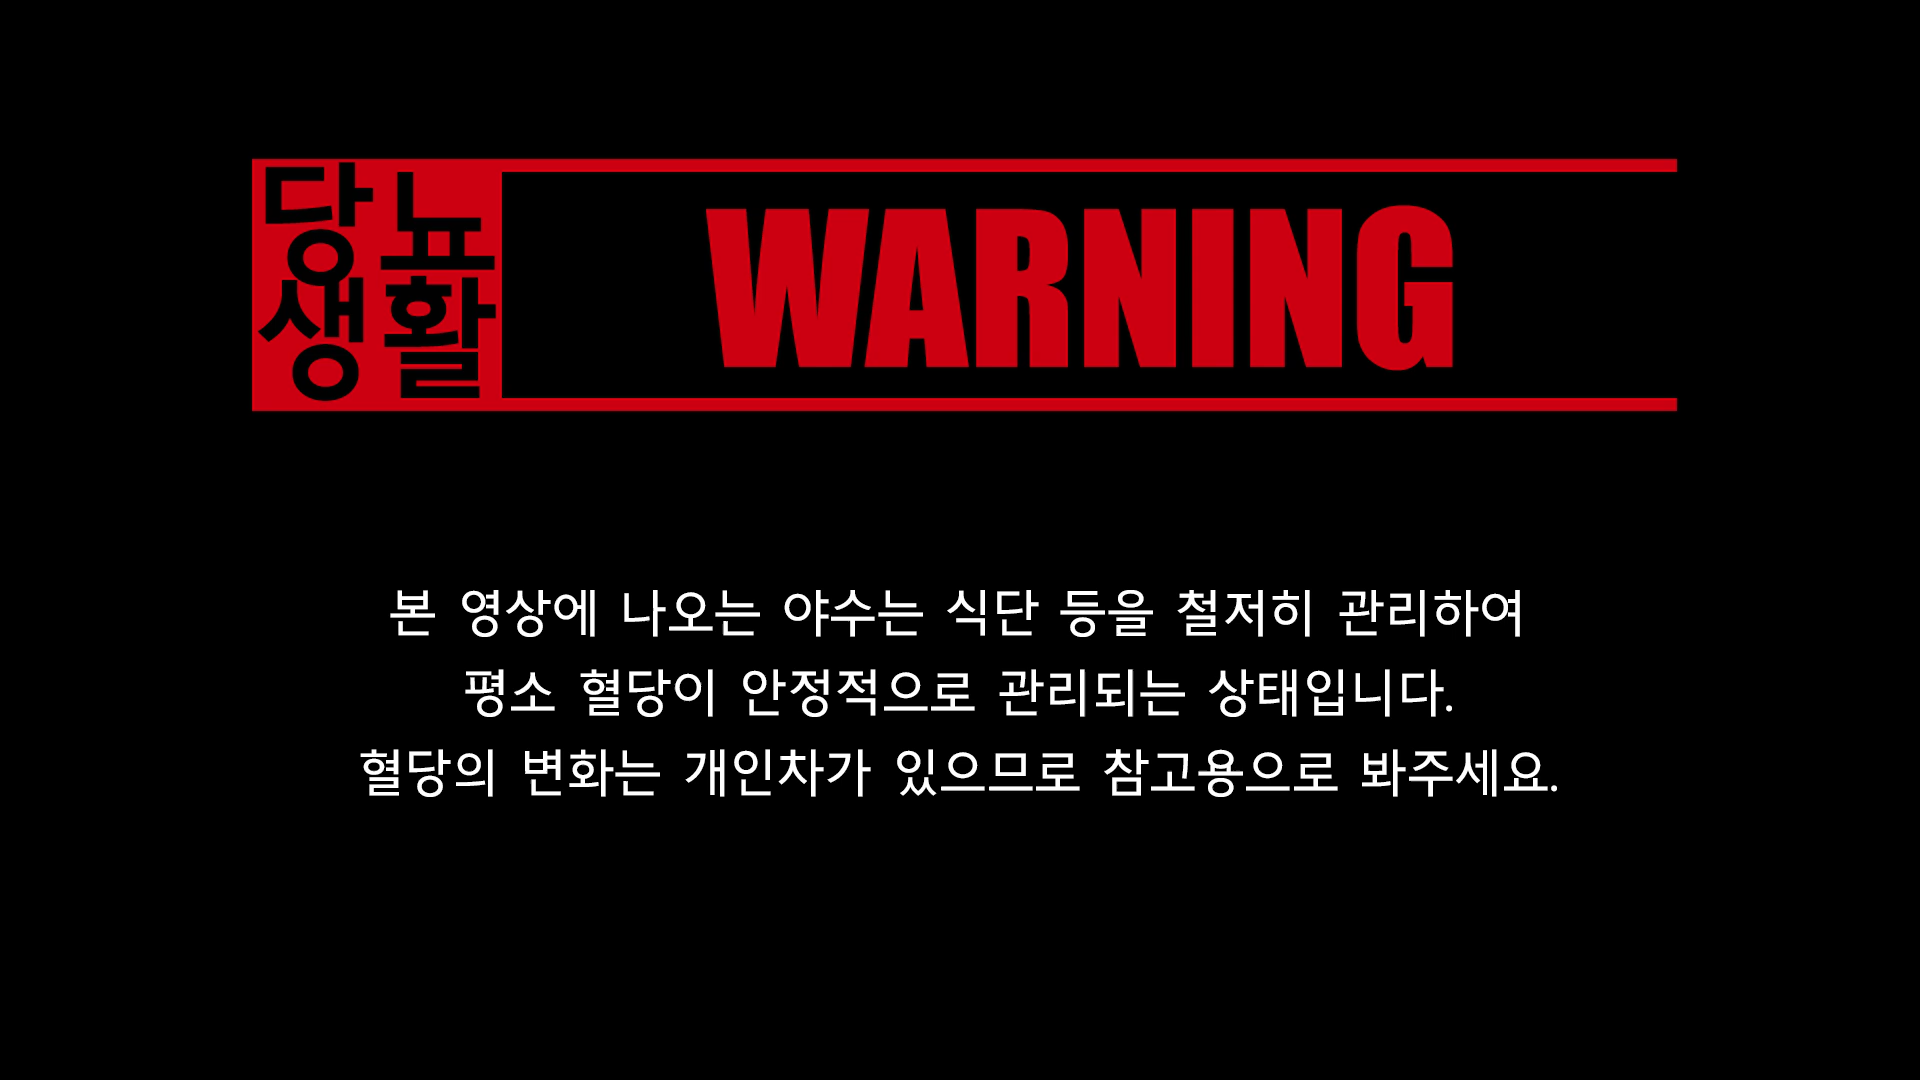 당뇨
생활
WARNING
본 영상에 나오는 야수는 식단 등을 철저히 관리하여
평소 혈당이 안정적으로 관리되는 상태입니다.
혈당의 변화는 개인차가 있으므로 참고용으로 봐주세요.